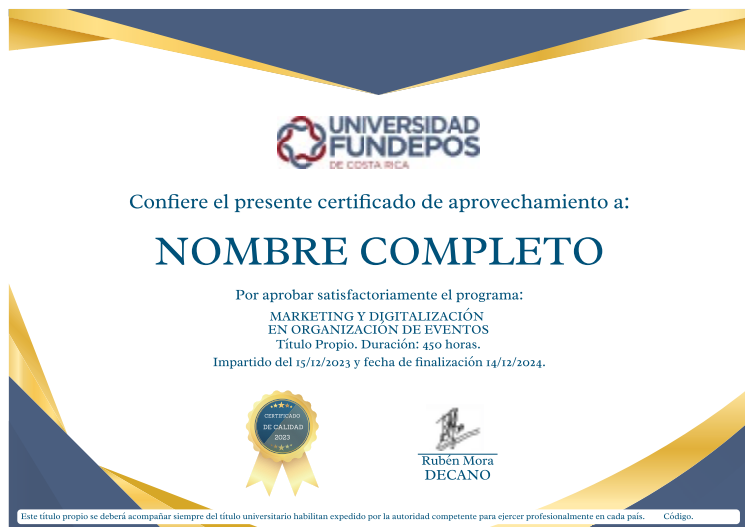 UNIVERSIDAD
FUNDEPOS
DE COSTA RICA
Confiere el presente certificado de aprovechamiento a:
NOMBRE COMPLETO
Por aprobar satisfactoriamente el programa:
MARKETING Y DIGITALIZACIÓN
EN ORGANIZACIÓN DE EVENTOS
Título Propio. Duración: 450 horas.
Impartido del 15/12/2023 y fecha de finalización 14/12/2024.
CERTIFICADO
DE CALIDAD
2023
Rubén Mora
DECANO
Este título propio se deberá acompañar siempre del título universitario habilitan expedido por la autoridad competente para ejercer profesionalmente en cada país. Código.